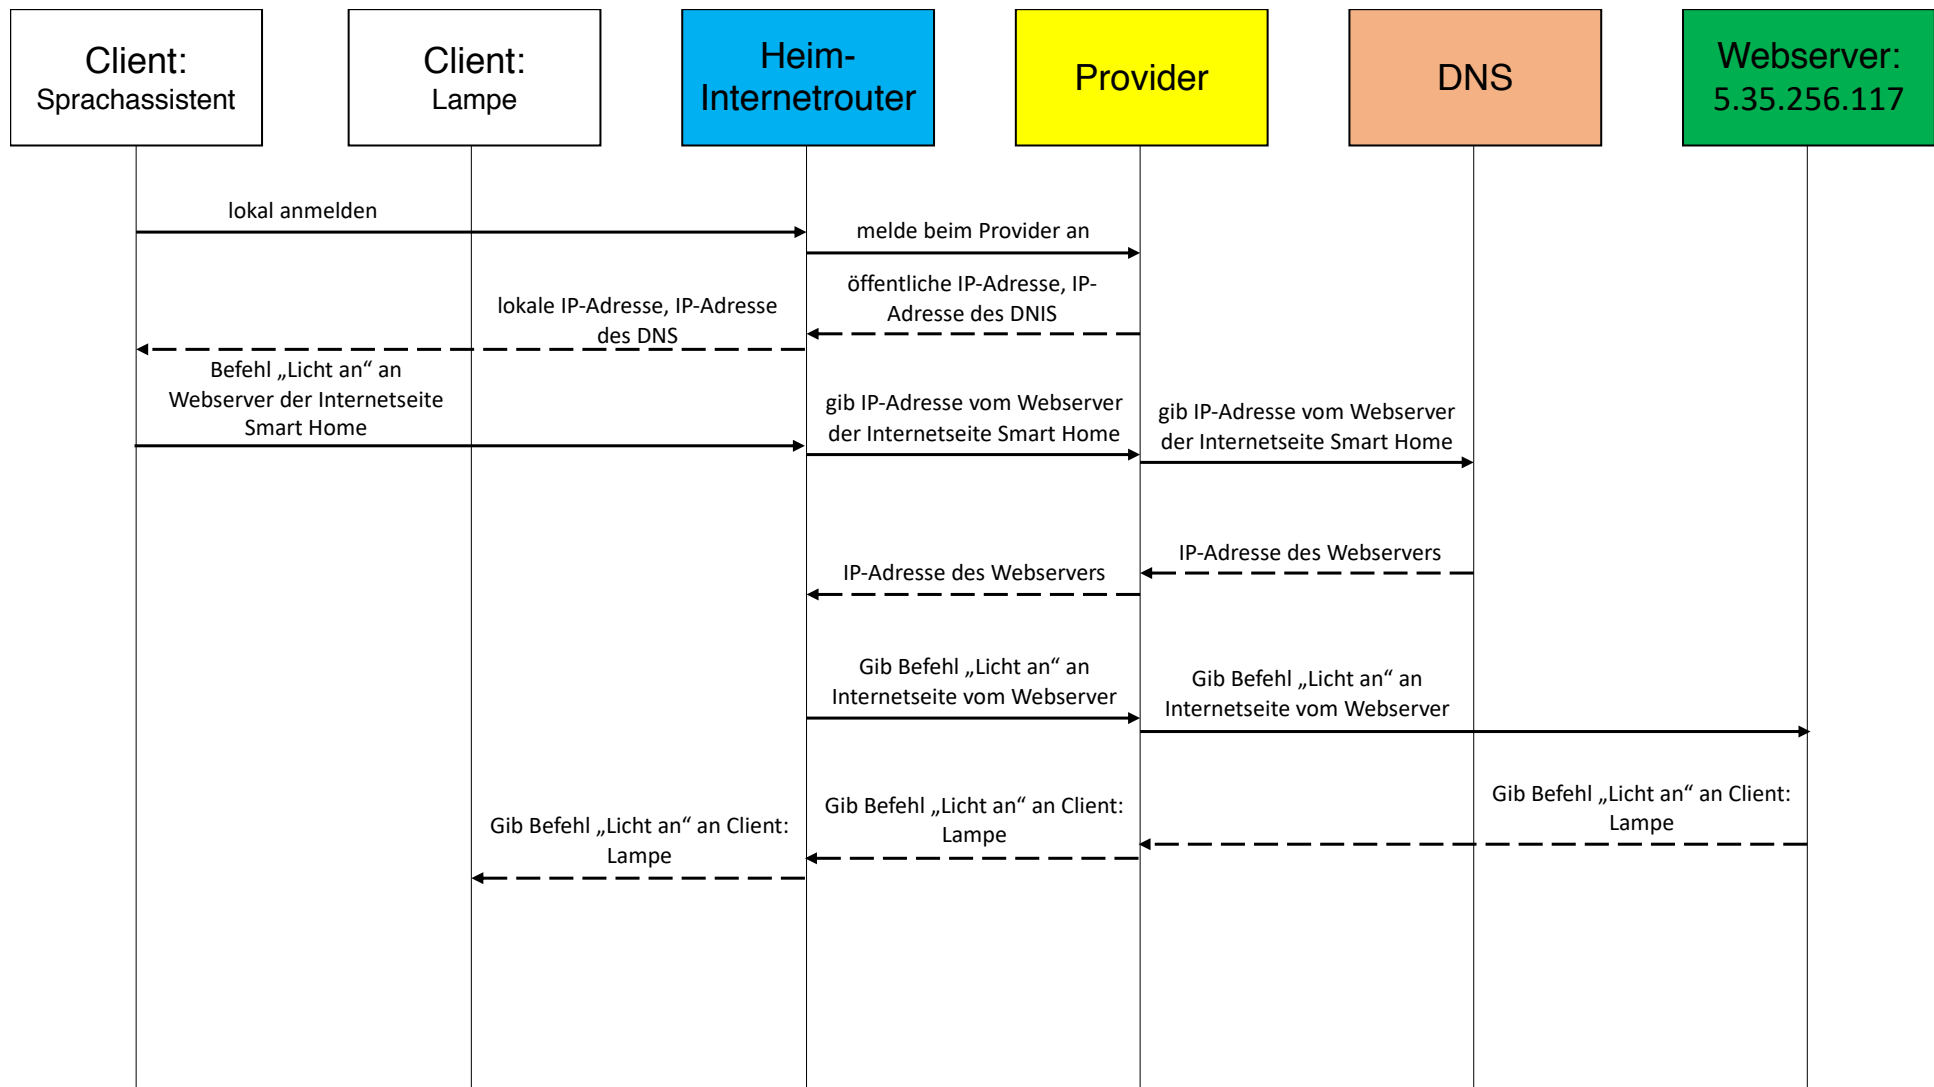 Client:
Sprachassistent
Client:
Lampe
Heim-
Internetrouter
Provider
DNS
Webserver:
5.35.256.117
lokal anmelden
melde beim Provider an
öffentliche IP-Adresse, IP-
Adresse des DNIS
lokale IP-Adresse, IP-Adresse
des DNS
Befehl „Licht an“ an
Webserver der Internetseite
Smart Home
gib IP-Adresse vom Webserver
der Internetseite Smart Home
gib IP-Adresse vom Webserver
der Internetseite Smart Home
IP-Adresse des Webservers
IP-Adresse des Webservers
Gib Befehl „Licht an“ an
Internetseite vom Webserver
Gib Befehl „Licht an“ an
Internetseite vom Webserver
Gib Befehl „Licht an“ an Client:
Lampe
Gib Befehl „Licht an“ an Client:
Lampe
Gib Befehl „Licht an“ an Client:
Lampe